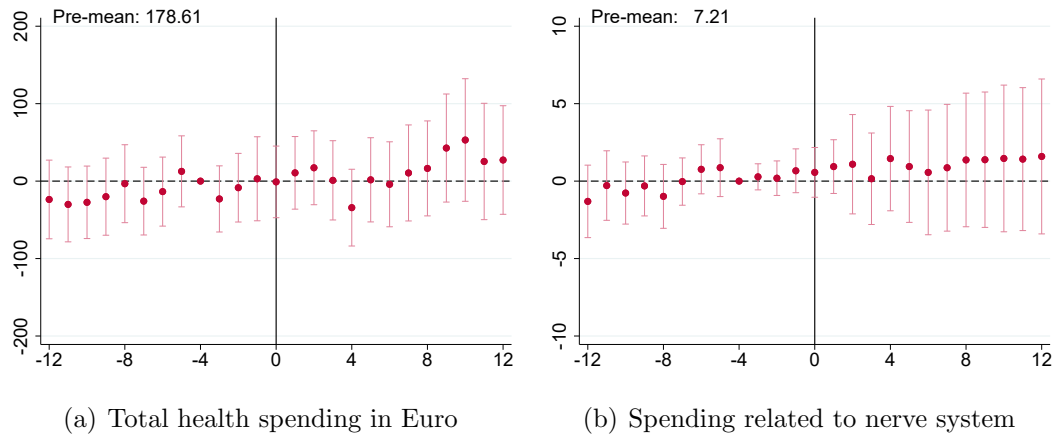 Pre-mean: 178.61
200
100
0
-100
-200
-12 -8 -4 0 4 8 12
(a) Total health spending in Euro
Pre-mean: 7.21
10
5
0
-5
-10
-12 -8 -4 0 4 8 12
(b) Spending related to nerve system